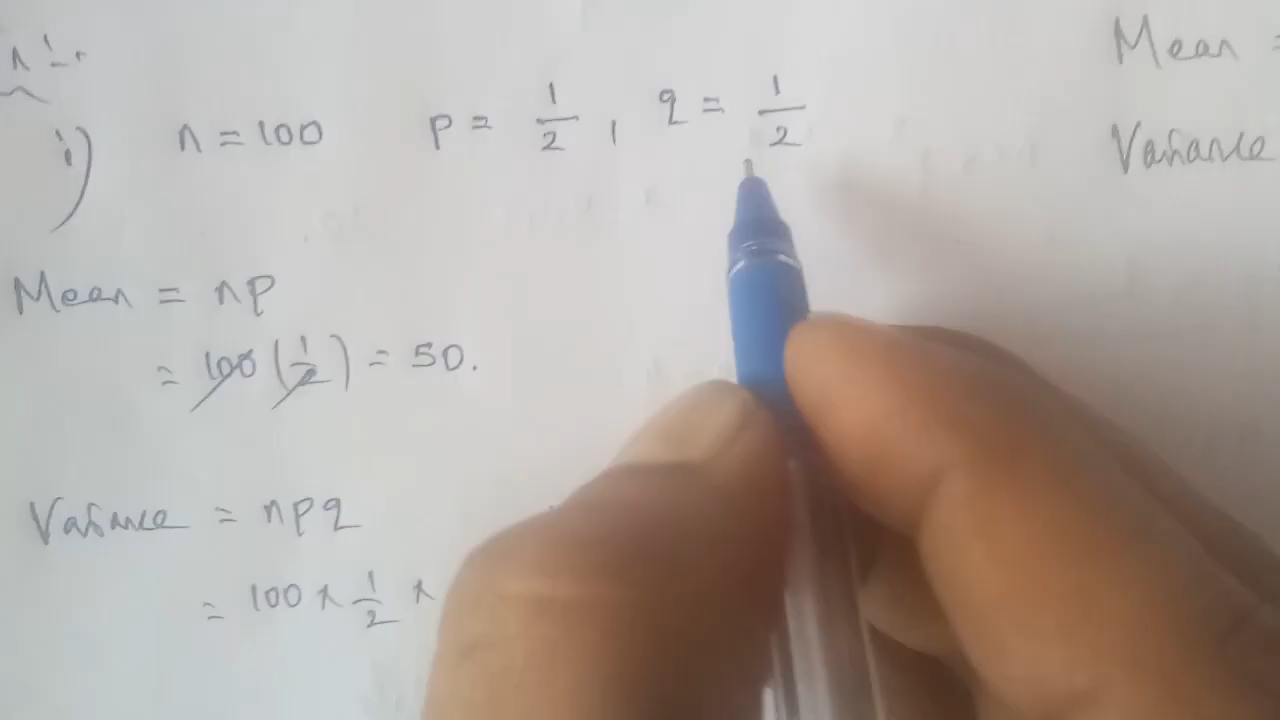 i) n = 100 p = 1/2 , q = 1/2
Mean = np
= 100 (1/2) = 50.
Variance = npq
= 100 x 1/2 x
Mean =
Variance